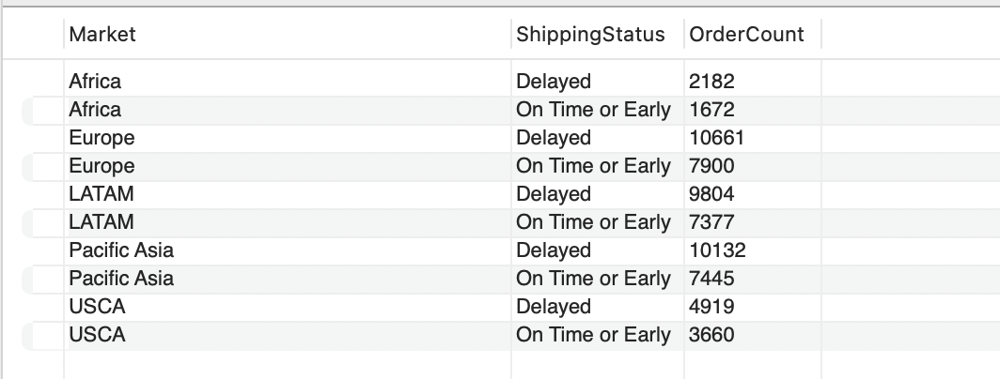 Market ShippingStatus OrderCount
Africa Delayed 2182
Africa On Time or Early 1672
Europe Delayed 10661
Europe On Time or Early 7900
LATAM Delayed 9804
LATAM On Time or Early 7377
Pacific Asia Delayed 10132
Pacific Asia On Time or Early 7445
USCA Delayed 4919
USCA On Time or Early 3660